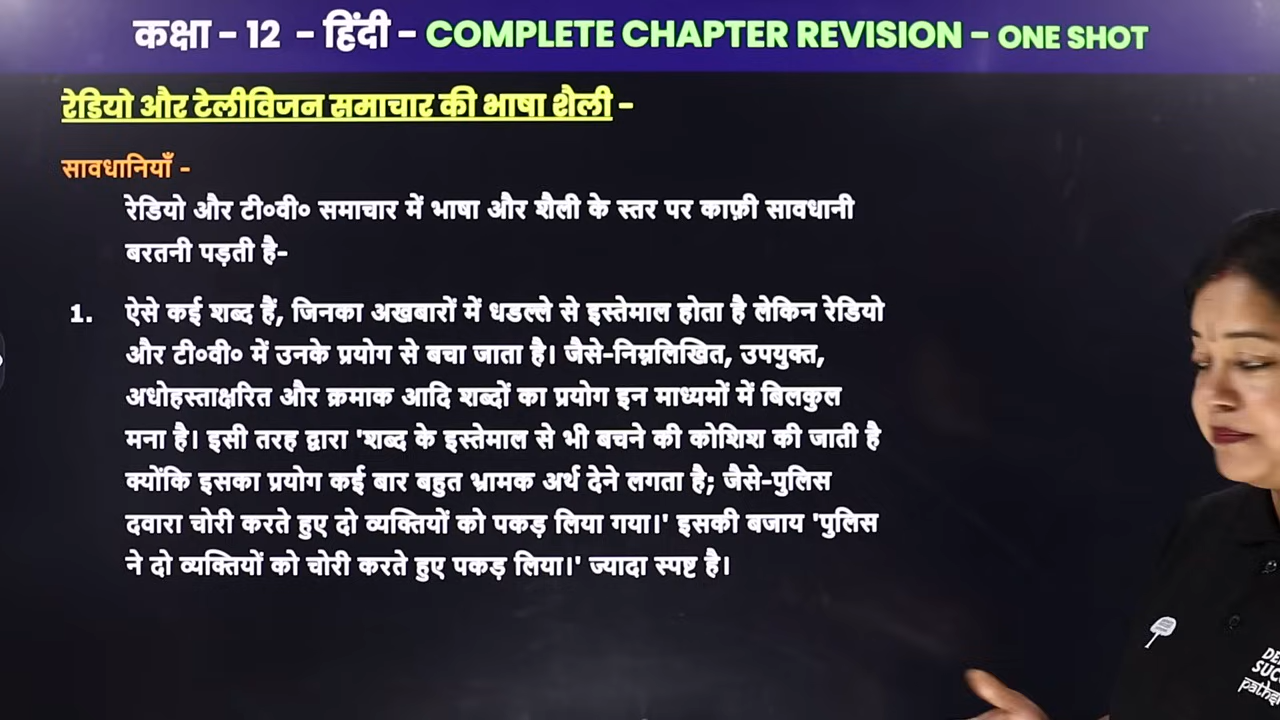 कक्षा – 12 – हिंदी – COMPLETE CHAPTER REVISION – ONE SHOT
रेडियो और टेलीविजन समाचार की भाषा शैली –
सावधानियाँ -
रेडियो और टी०वी० समाचार में भाषा और शैली के स्तर पर काफ़ी सावधानी
बरतनी पड़ती है-
1. ऐसे कई शब्द हैं, जिनका अखबारों में धडल्ले से इस्तेमाल होता है लेकिन रेडियो
और टी०वी० में उनके प्रयोग से बचा जाता है। जैसे-निम्नलिखित, उपयुक्त,
अधोहस्ताक्षरित और क्रमाक आदि शब्दों का प्रयोग इन माध्यमों में बिलकुल
मना है। इसी तरह द्वारा 'शब्द के इस्तेमाल से भी बचने की कोशिश की जाती है
क्योंकि इसका प्रयोग कई बार बहुत भ्रामक अर्थ देने लगता है; जैसे-पुलिस
दवारा चोरी करते हुए दो व्यक्तियों को पकड़ लिया गया।' इसकी बजाय 'पुलिस
ने दो व्यक्तियों को चोरी करते हुए पकड़ लिया।' ज्यादा स्पष्ट है।